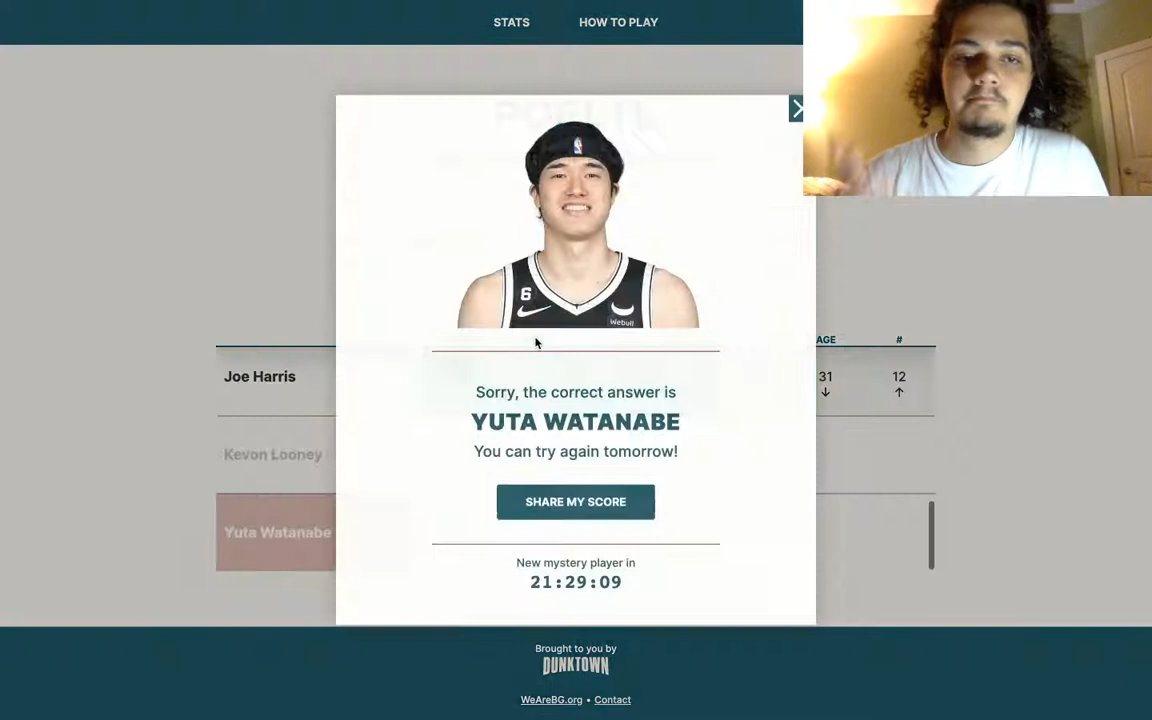 STATS
HOW TO PLAY
6
Webull
AGE
#
Joe Harris
31
12
↓
↑
Kevon Looney
Yuta Watanabe
Sorry, the correct answer is
YUTA WATANABE
You can try again tomorrow!
SHARE MY SCORE
New mystery player in
21:29:09
Brought to you by
DUNKTOWN
WeAreBG.org • Contact